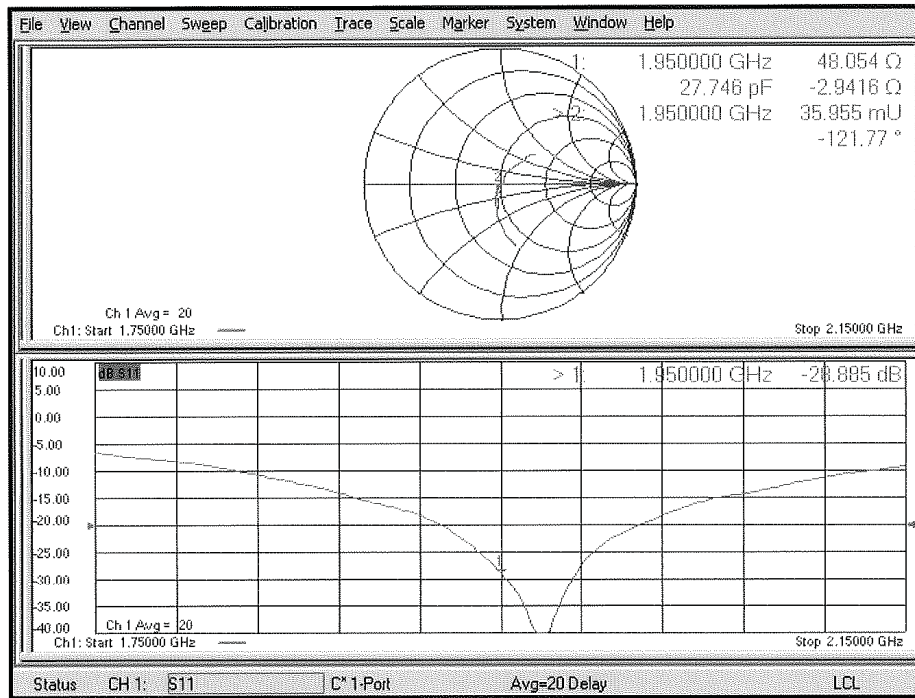 File View Channel Sweep Calibration Trace Scale Marker System Window Help
1: 1.950000 GHz 48.054 Ω
27.746 pF -2.9416 Ω
> 2: 1.950000 GHz 35.955 mU
-121.77 °
Ch 1 Avg = 20
Ch1: Start 1.75000 GHz Stop 2.15000 GHz
10.00 dB S11 > 1: 1.950000 GHz -28.885 dB
5.00
0.00
-5.00
-10.00
-15.00
-20.00
-25.00
-30.00
-35.00
-40.00 Ch 1 Avg = 20
Ch1: Start 1.75000 GHz Stop 2.15000 GHz
Status CH 1: S11 C* 1-Port Avg=20 Delay LCL